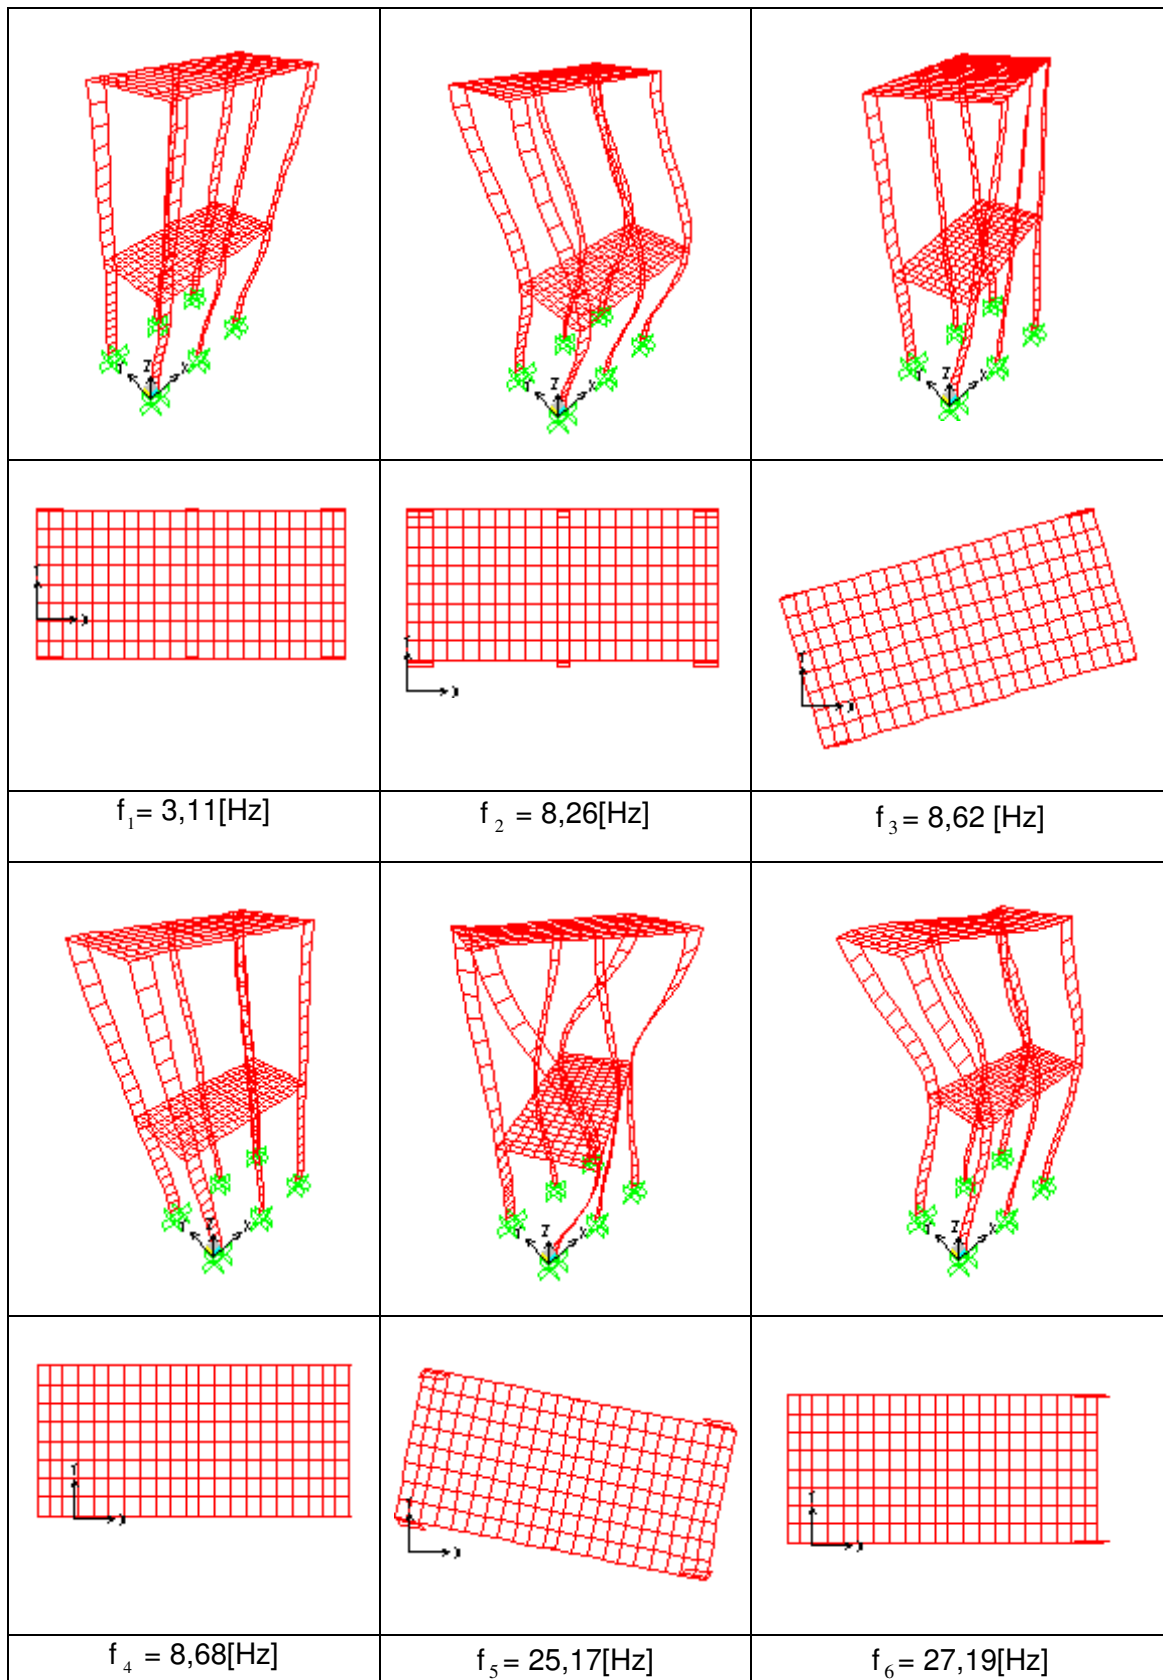 Y Z X
Y Z X
Y Z X
Y
X
Y
X
Y
X
f₁= 3,11[Hz]
f₂ = 8,26[Hz]
f₃= 8,62 [Hz]
Y Z X
Y Z X
Y Z X
Y
X
Y
X
Y
X
f₄ = 8,68[Hz]
f₅= 25,17[Hz]
f₆= 27,19[Hz]